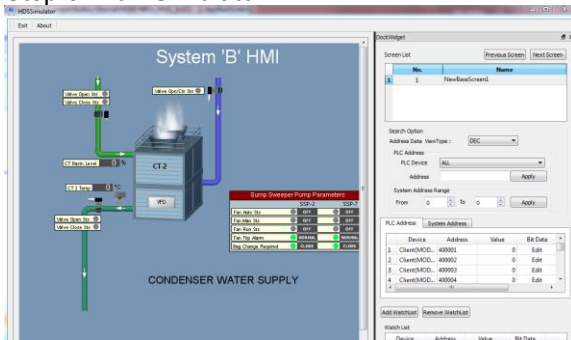 HDSSimulator
Exit About
System 'B' HMI
Valve Open Sts
Valve Close Sts
Valve Opn/Cls Sts
CT Basin Level 0 %
CT-2
CT 1 Temp 0 °C
VFD
Valve Open Sts
Valve Close Sts
Sump Sweeper Pump Parameters
SSP-2 SSP-7
Fan Auto Sts OFF OFF
Fan Man Sts OFF OFF
Fan Run Sts OFF OFF
Fan Trip Alarm NORMAL NORMAL
Bag Change Required CLOSE CLOSE
CONDENSER WATER SUPPLY
DockWidget
Screen List Previous Screen Next Screen
No. Name
1 1 NewBaseScreen1
Search Option
Address Data ViewType : DEC
PLC Address
PLC Device ALL
Address Apply
System Address Range
From 0 To 0 Apply
PLC Address System Address
Device Address Value Bit Data
1 Client(MOD... 400001 0 Edit
2 Client(MOD... 400002 0 Edit
3 Client(MOD... 400003 0 Edit
4 Client(MOD... 400004 0 Edit
Add WatchList Remove WatchList
Watch List
Device Address Value Bit Data